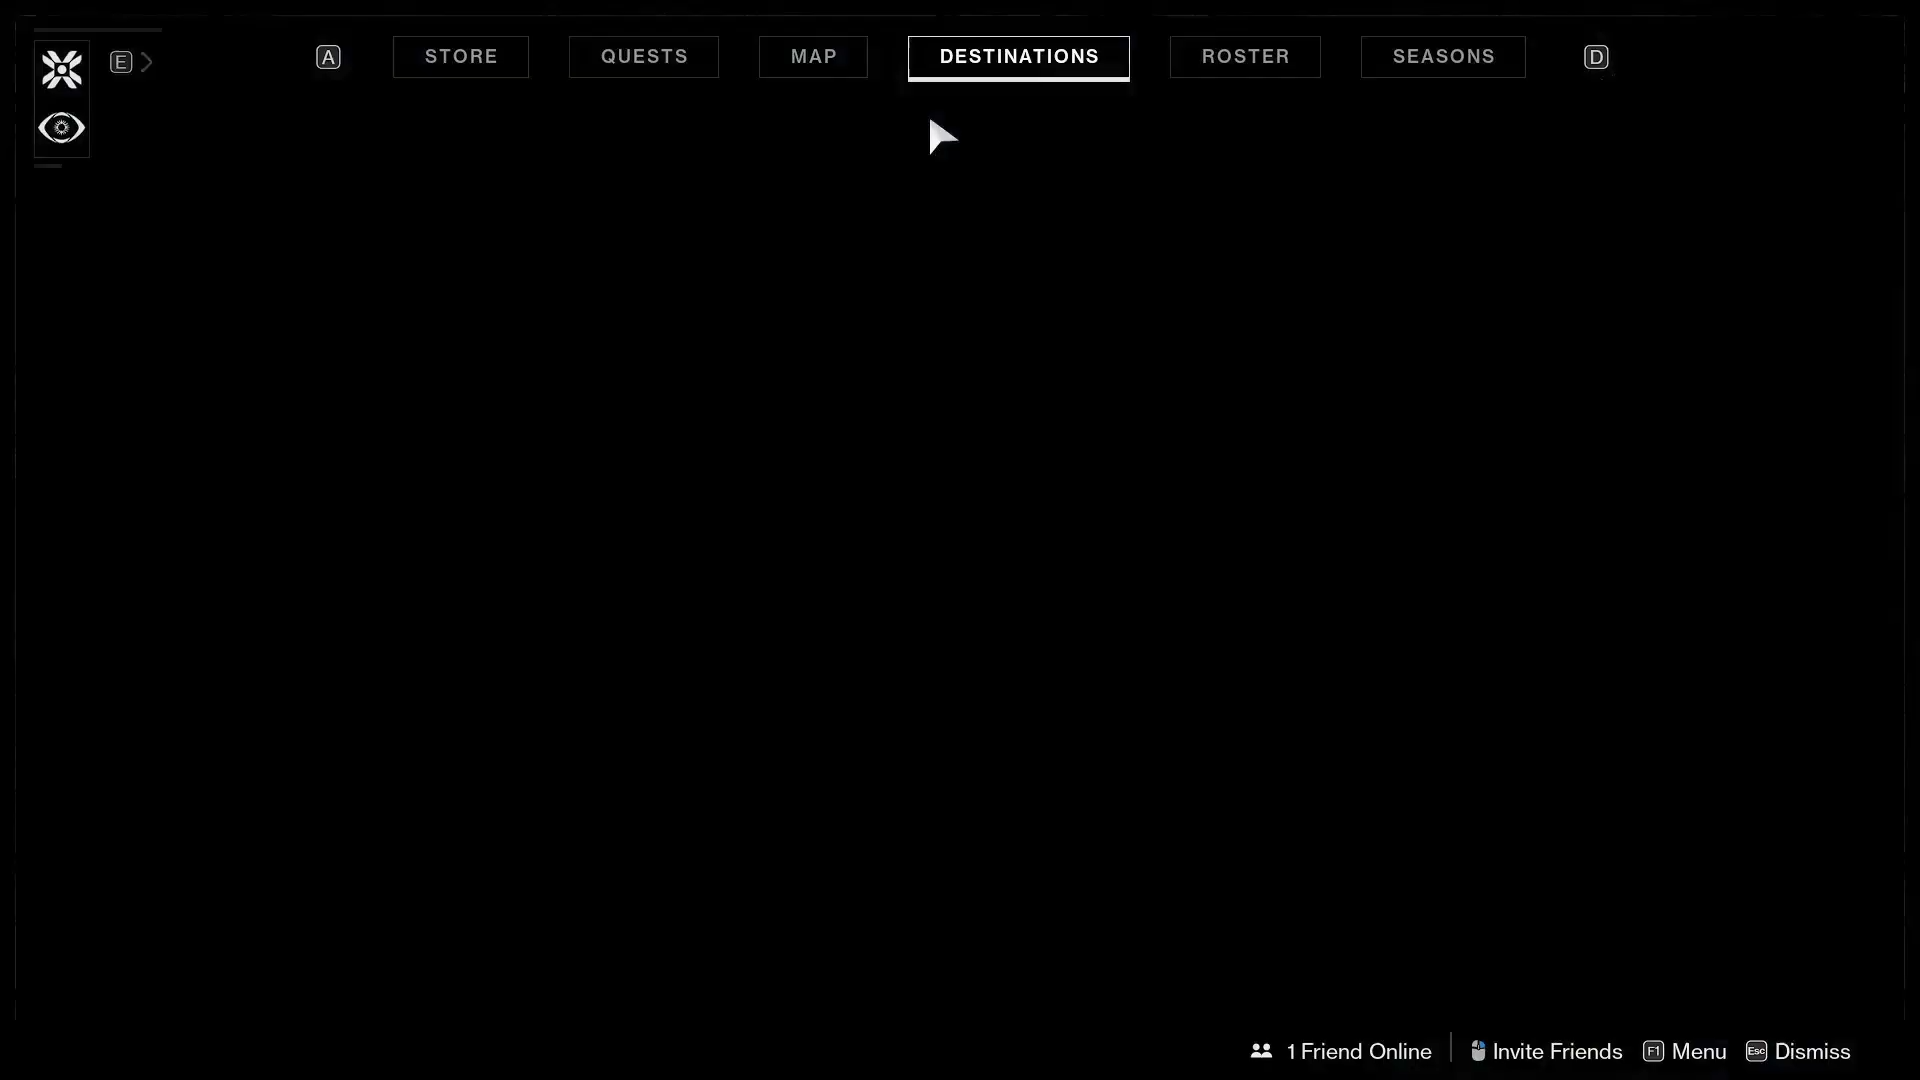 E
A STORE QUESTS MAP DESTINATIONS ROSTER SEASONS D
1 Friend Online Invite Friends F1 Menu Esc Dismiss